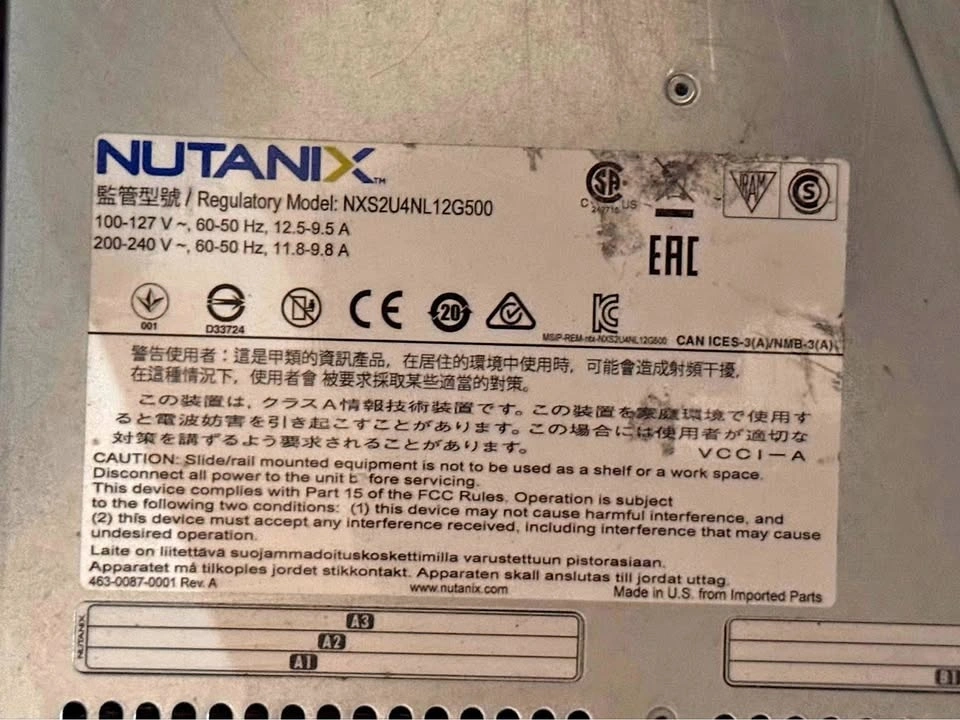 NUTANIX™
監管型號 / Regulatory Model: NXS2U4NL12G500
100-127 V ~, 60-50 Hz, 12.5-9.5 A
200-240 V ~, 60-50 Hz, 11.8-9.8 A
C US
IRAM
S
EAC
001
D33724
CE
20
MSIP-REM-ntx-NXS2U4NL12G500
CAN ICES-3(A)/NMB-3(A)
警告使用者：這是甲類的資訊產品，在居住的環境中使用時，可能會造成射頻干擾，
在這種情況下，使用者會 被要求採取某些適當的對策。
この装置は，クラスA情報技術装置です。この装置を家庭環境で使用す
ると電波妨害を引き起こすことがあります。この場合には使用者が適切な
対策を講ずるよう要求されることがあります。
VCCI－A
CAUTION: Slide/rail mounted equipment is not to be used as a shelf or a work space.
Disconnect all power to the unit b fore servicing.
This device complies with Part 15 of the FCC Rules. Operation is subject
to the following two conditions: (1) this device may not cause harmful interference, and
(2) this device must accept any interference received, including interference that may cause
undesired operation.
Laite on liitettävä suojammadoituskoskettimilla varustettuun pistorasiaan.
Apparatet må tilkoples jordet stikkontakt. Apparaten skall anslutas till jordat uttag.
463-0087-0001 Rev. A
www.nutanix.com
Made in U.S. from Imported Parts
NUTANIX
A3
A2
A1
B1